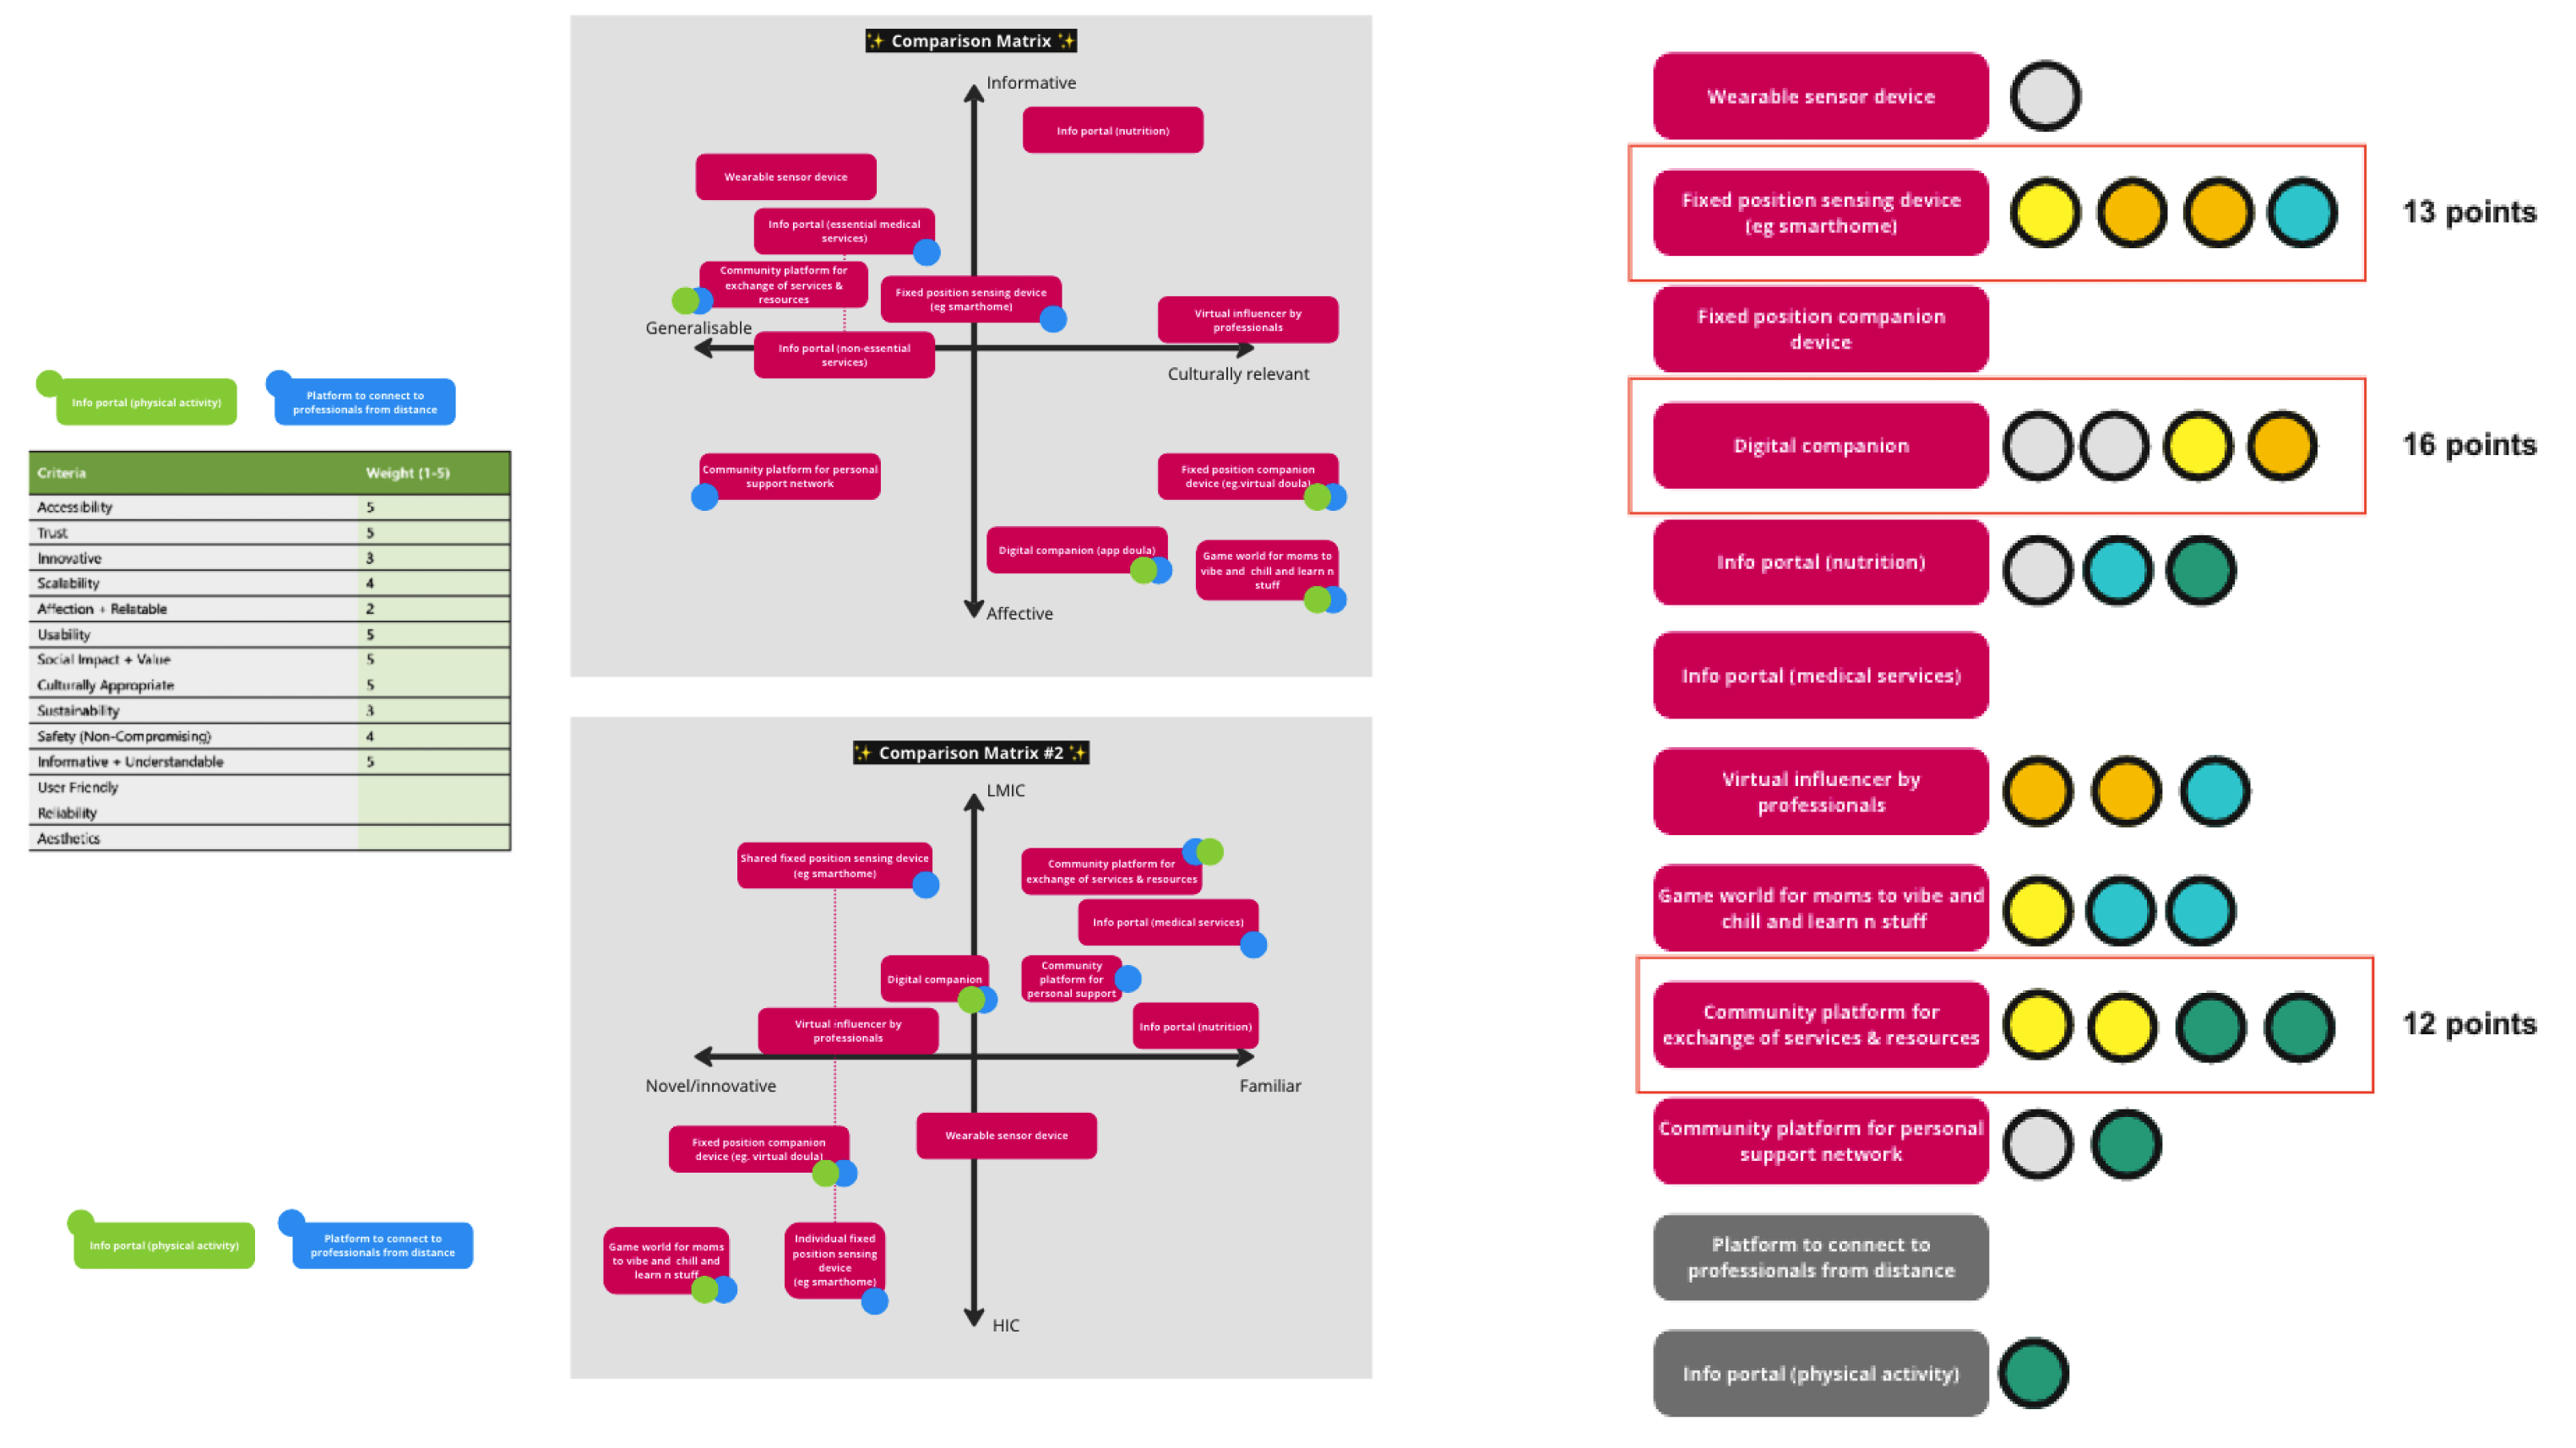 Info portal (physical activity)
Platform to connect to
professionals from distance
Criteria Weight (1-5)
Accessibility 5
Trust 5
Innovative 3
Scalability 4
Affection + Relatable 2
Usability 5
Social Impact + Value 5
Culturally Appropriate 5
Sustainability 3
Safety (Non-Compromising) 4
Informative + Understandable 5
User Friendly
Reliability
Aesthetics
Info portal (physical activity)
Platform to connect to
professionals from distance
✨ Comparison Matrix ✨
Informative
Info portal (nutrition)
Wearable sensor device
Info portal (essential medical
services)
Community platform for
exchange of services &
resources
Fixed position sensing device
(eg smarthome)
Virtual influencer by
professionals
Generalisable
Info portal (non-essential
services)
Culturally relevant
Community platform for personal
support network
Fixed position companion
device (eg.virtual doula)
Digital companion (app doula)
Game world for moms to
vibe and chill and learn n
stuff
Affective
✨ Comparison Matrix #2 ✨
LMIC
Shared fixed position sensing device
(eg smarthome)
Community platform for
exchange of services & resources
Info portal (medical services)
Digital companion
Community
platform for
personal support
Virtual influencer by
professionals
Info portal (nutrition)
Novel/innovative
Familiar
Fixed position companion
device (eg. virtual doula)
Wearable sensor device
Game world for moms
to vibe and chill and
learn n stuff
Individual fixed
position sensing
device
(eg smarthome)
HIC
Wearable sensor device
Fixed position sensing device
(eg smarthome)
13 points
Fixed position companion
device
Digital companion
16 points
Info portal (nutrition)
Info portal (medical services)
Virtual influencer by
professionals
Game world for moms to vibe and
chill and learn n stuff
Community platform for
exchange of services & resources
12 points
Community platform for personal
support network
Platform to connect to
professionals from distance
Info portal (physical activity)